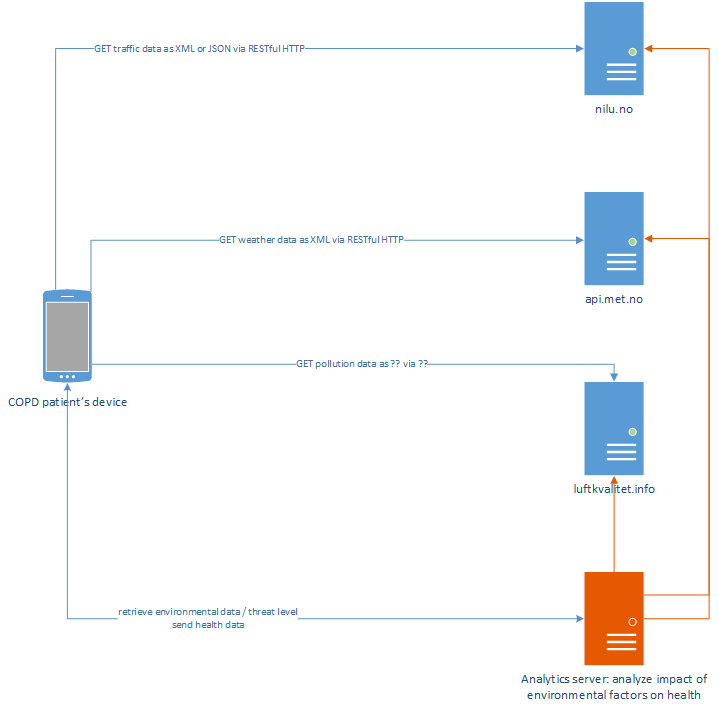 GET traffic data as XML or JSON via RESTful HTTP
nilu.no
GET weather data as XML via RESTful HTTP
api.met.no
GET pollution data as ?? via ??
COPD patient's device
luftkvalitet.info
retrieve environmental data / threat level
send health data
Analytics server: analyze impact of
environmental factors on health